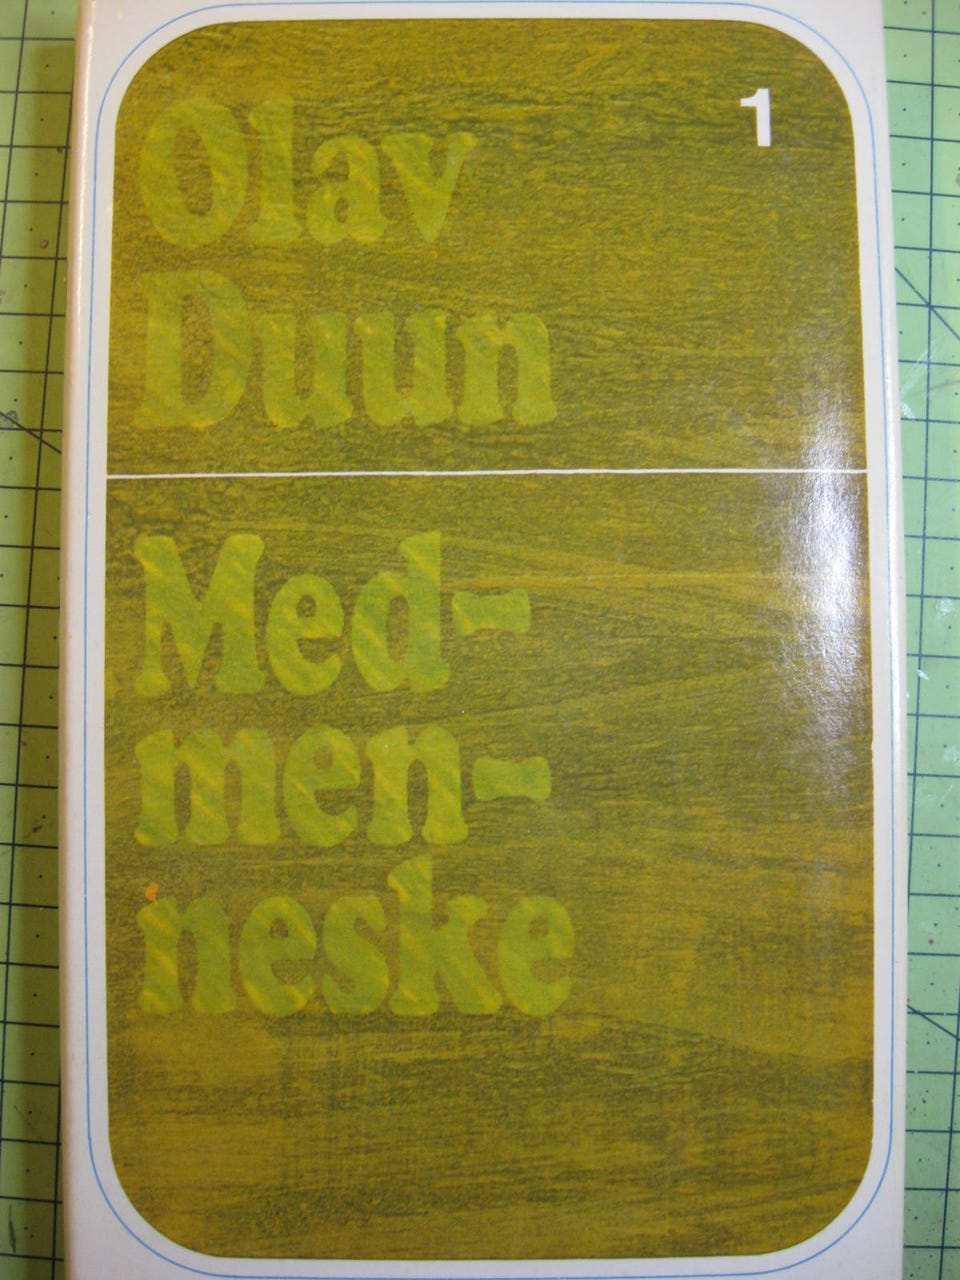 1
Olav
Duun
Med-
men-
neske